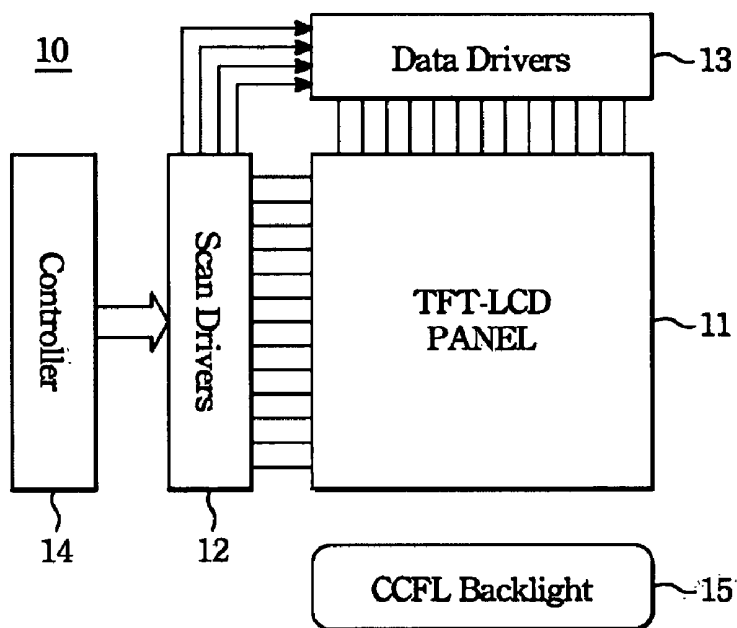 10
Data Drivers
13
Controller
Scan Drivers
TFT-LCD
PANEL
11
14
12
CCFL Backlight
15